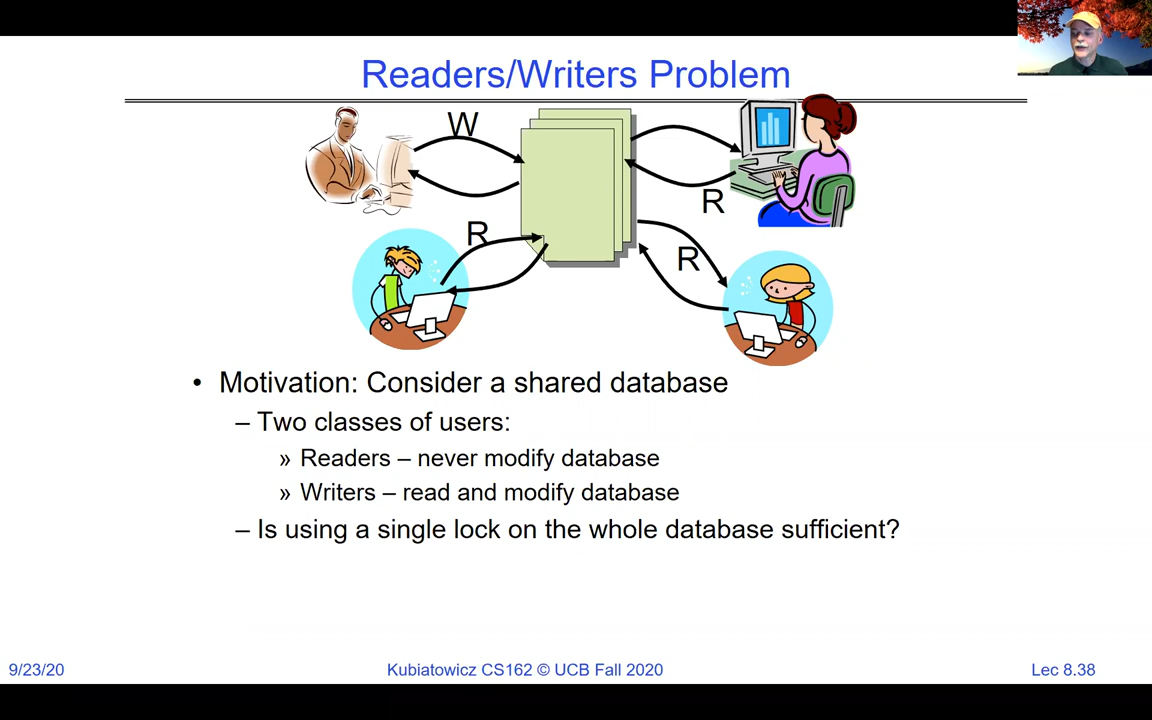 Readers/Writers Problem
W
R
R
R
• Motivation: Consider a shared database
– Two classes of users:
» Readers – never modify database
» Writers – read and modify database
– Is using a single lock on the whole database sufficient?
9/23/20
Kubiatowicz CS162 © UCB Fall 2020
Lec 8.38